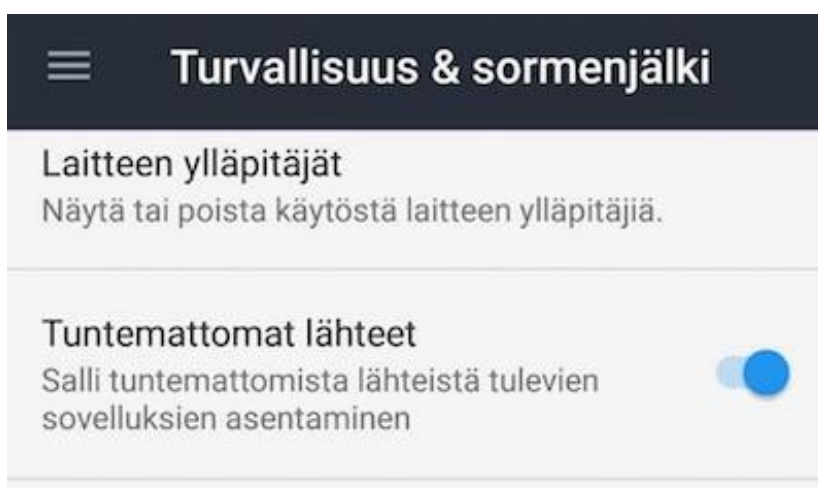 Turvallisuus & sormenjälki
Laitteen ylläpitäjät
Näytä tai poista käytöstä laitteen ylläpitäjiä.
Tuntemattomat lähteet
Salli tuntemattomista lähteistä tulevien
sovelluksien asentaminen